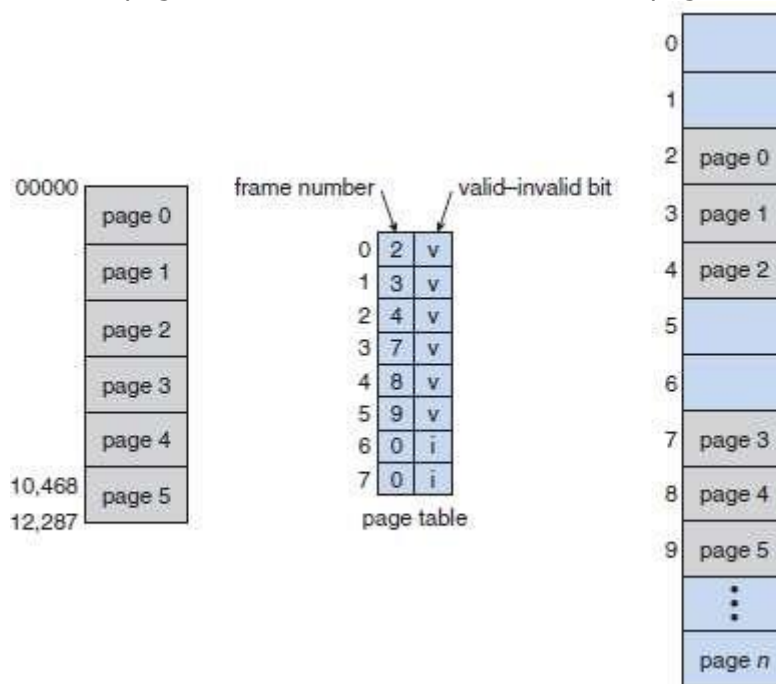 00000
page 0
page 1
page 2
page 3
page 4
10,468
page 5
12,287
frame number
valid–invalid bit
0 2 v
1 3 v
2 4 v
3 7 v
4 8 v
5 9 v
6 0 i
7 0 i
page table
0
1
2 page 0
3 page 1
4 page 2
5
6
7 page 3
8 page 4
9 page 5
page n